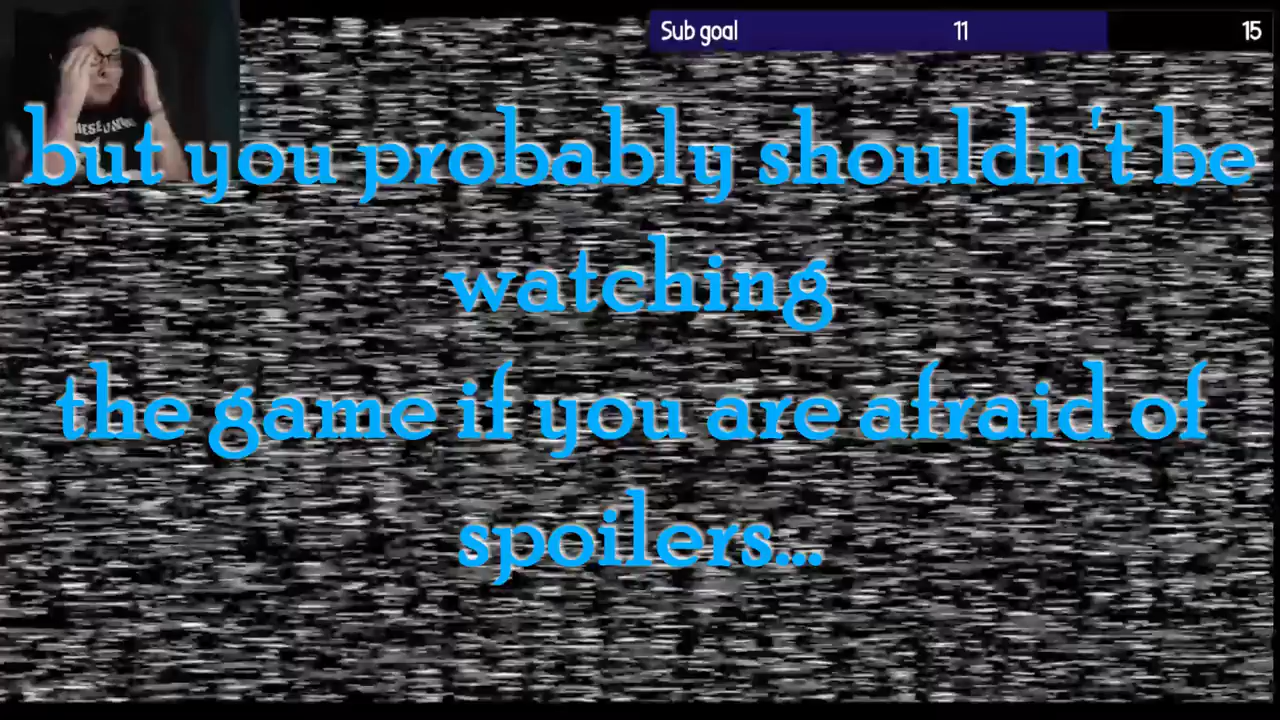 Sub goal 11 15
but you probably shouldn't be
watching
the game if you are afraid of
spoilers...